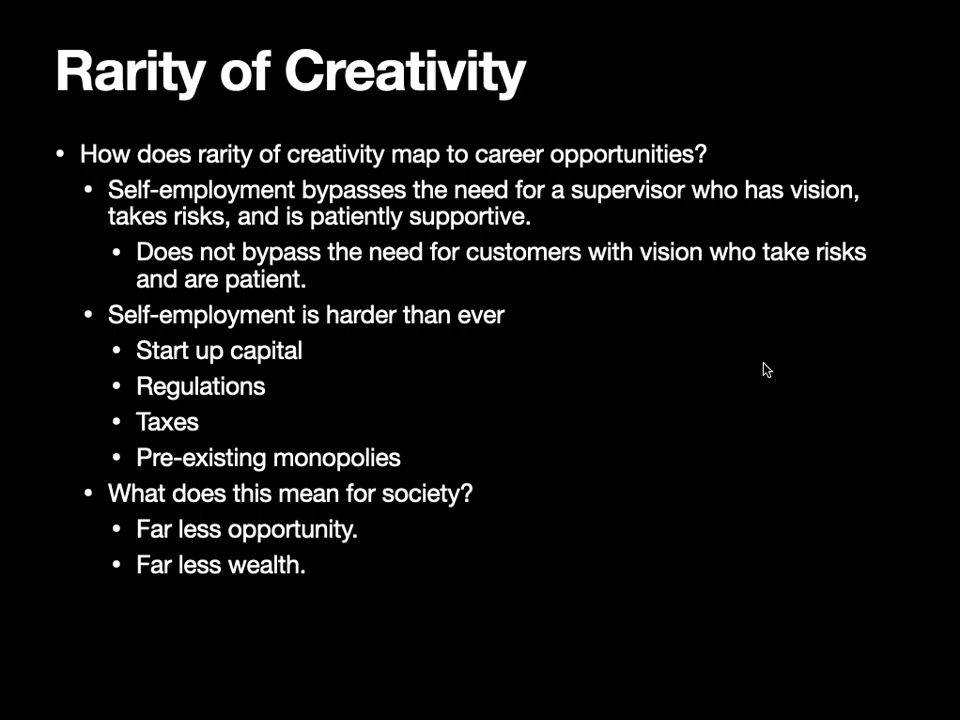 Rarity of Creativity
• How does rarity of creativity map to career opportunities?
• Self-employment bypasses the need for a supervisor who has vision,
takes risks, and is patiently supportive.
• Does not bypass the need for customers with vision who take risks
and are patient.
• Self-employment is harder than ever
• Start up capital
• Regulations
• Taxes
• Pre-existing monopolies
• What does this mean for society?
• Far less opportunity.
• Far less wealth.